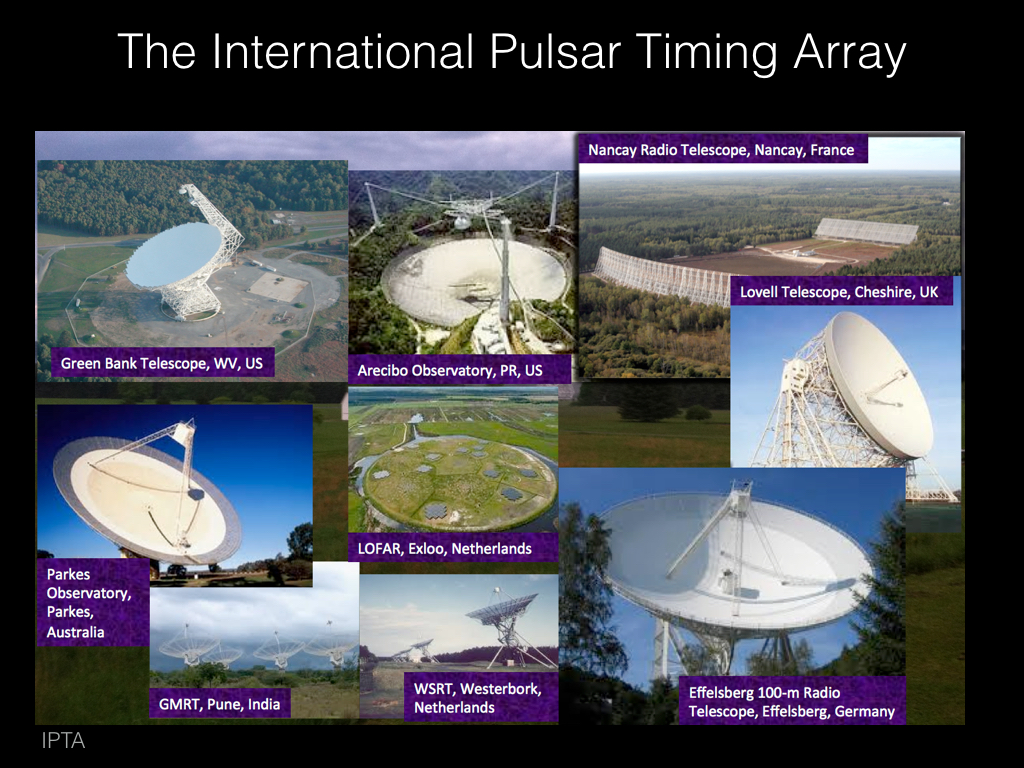 The International Pulsar Timing Array
Nancay Radio Telescope, Nancay, France
Lovell Telescope, Cheshire, UK
Green Bank Telescope, WV, US
Arecibo Observatory, PR, US
LOFAR, Exloo, Netherlands
Parkes
Observatory,
Parkes,
Australia
GMRT, Pune, India
WSRT, Westerbork,
Netherlands
Effelsberg 100-m Radio
Telescope, Effelsberg, Germany
IPTA